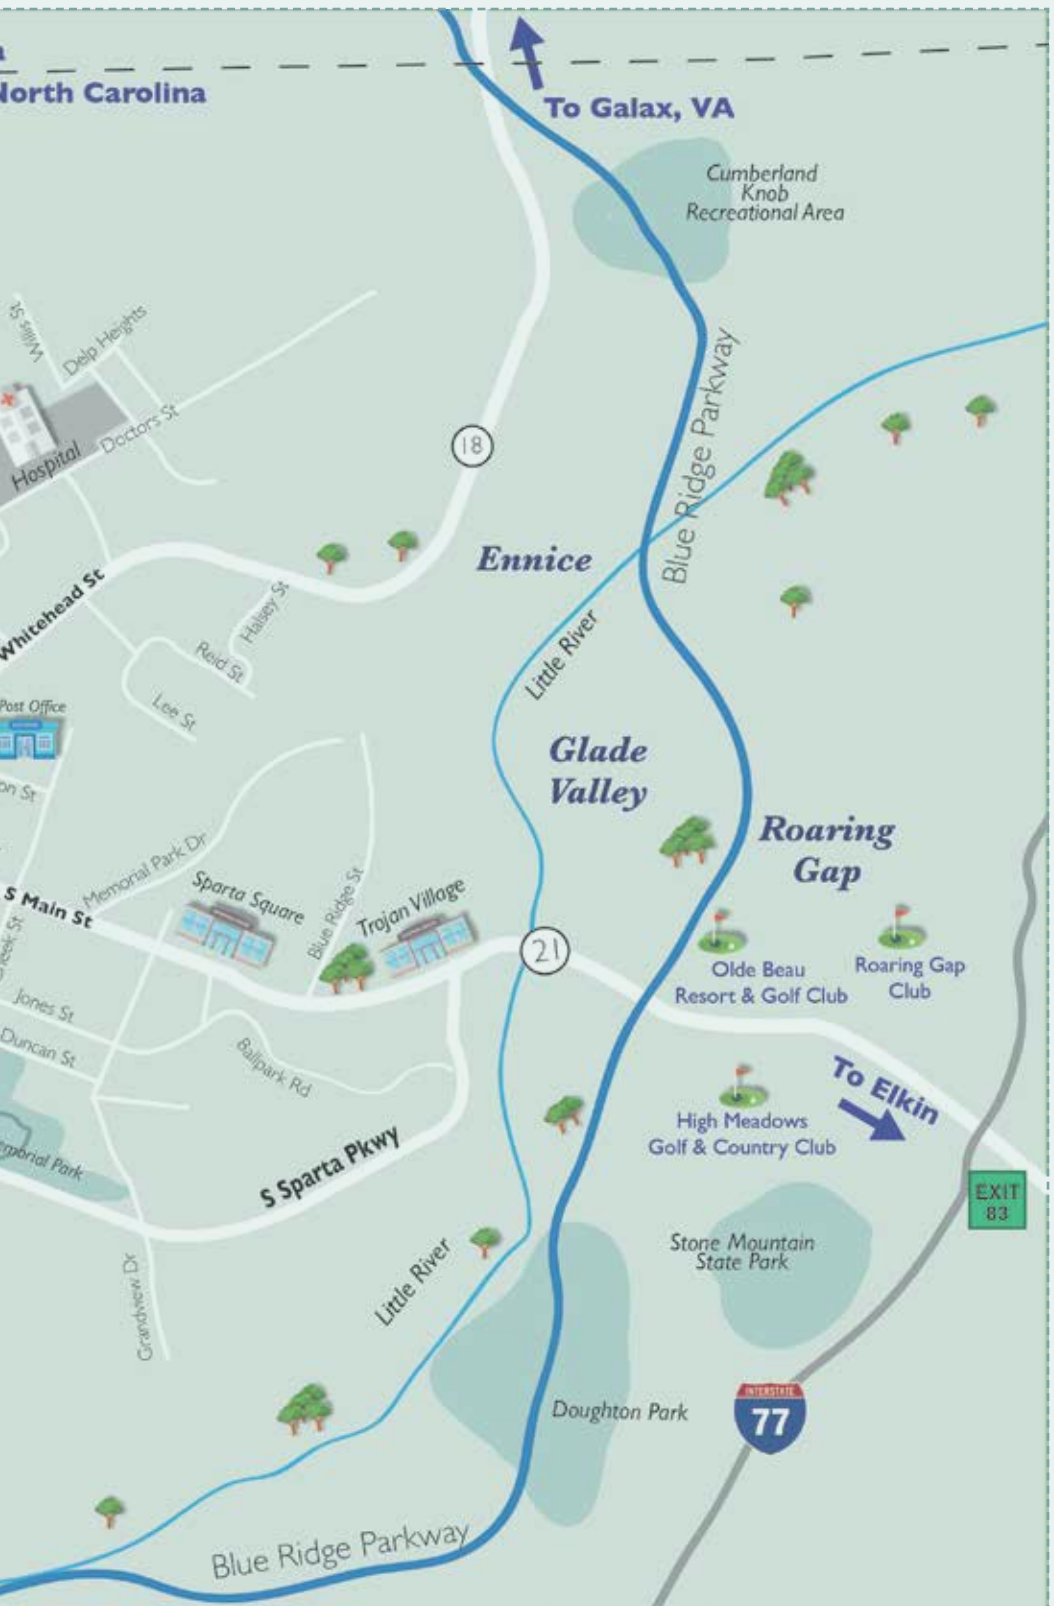 North Carolina
To Galax, VA
Cumberland
Knob
Recreational Area
Willis St
Delp Heights
Doctors St
Hospital
18
Blue Ridge Parkway
Ennice
Whitehead St
Halsey St
Reid St
Lee St
Little River
Post Office
Glade
Valley
Roaring
Gap
Memorial Park Dr
S Main St
Sparta Square
Blue Ridge St
Trojan Village
21
Olde Beau
Resort & Golf Club
Roaring Gap
Club
Jones St
Duncan St
Ballpark Rd
To Elkin
High Meadows
Golf & Country Club
S Sparta Pkwy
Park
EXIT
83
Stone Mountain
State Park
Little River
Grandview Dr
Doughton Park
INTERSTATE
77
Blue Ridge Parkway